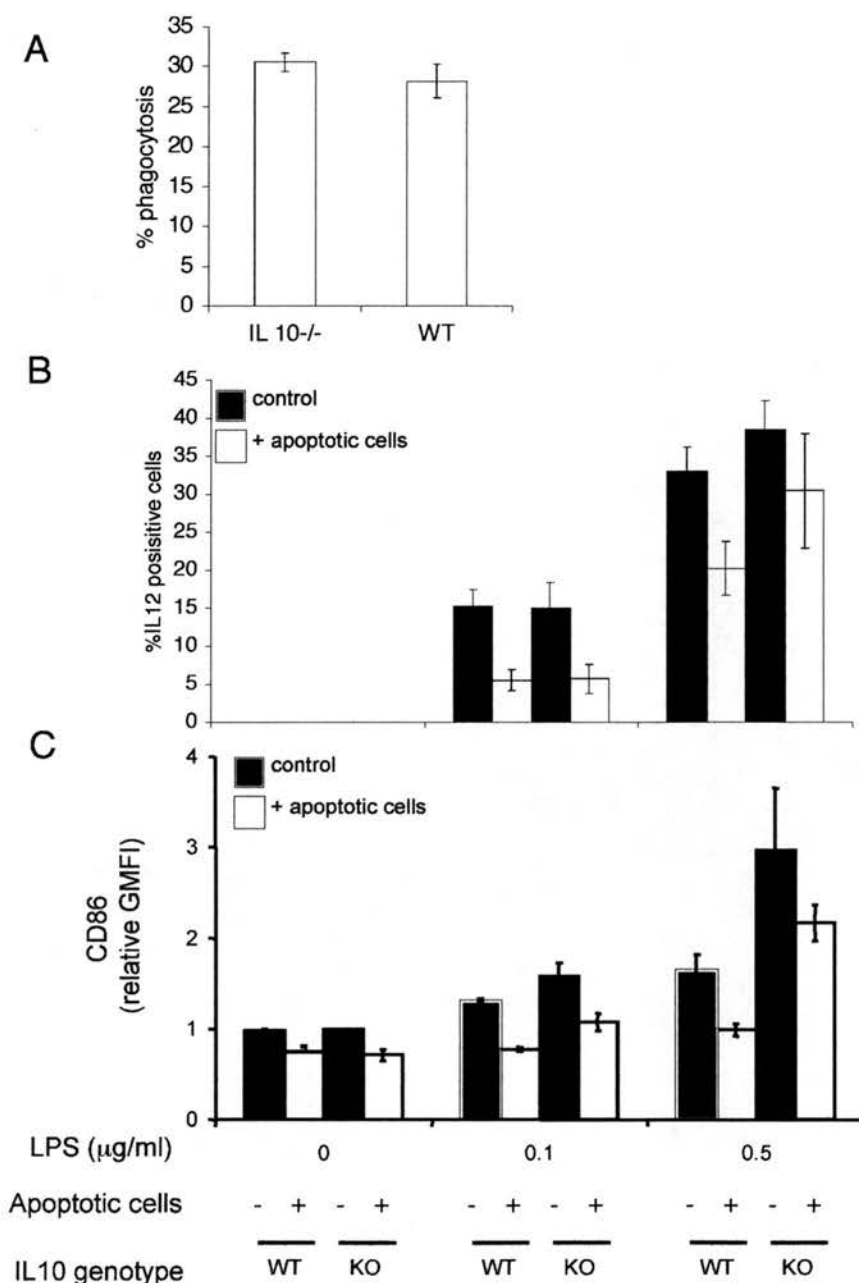 A
% phagocytosis
35
30
25
20
15
10
5
0
IL 10-/- WT
B
%IL12 posisitive cells
45
40
35
30
25
20
15
10
5
0
control
+ apoptotic cells
C
CD86
(relative GMFI)
4
3
2
1
0
control
+ apoptotic cells
LPS (µg/ml) 0 0.1 0.5
Apoptotic cells - + - + - + - + - + - +
IL10 genotype WT KO WT KO WT KO